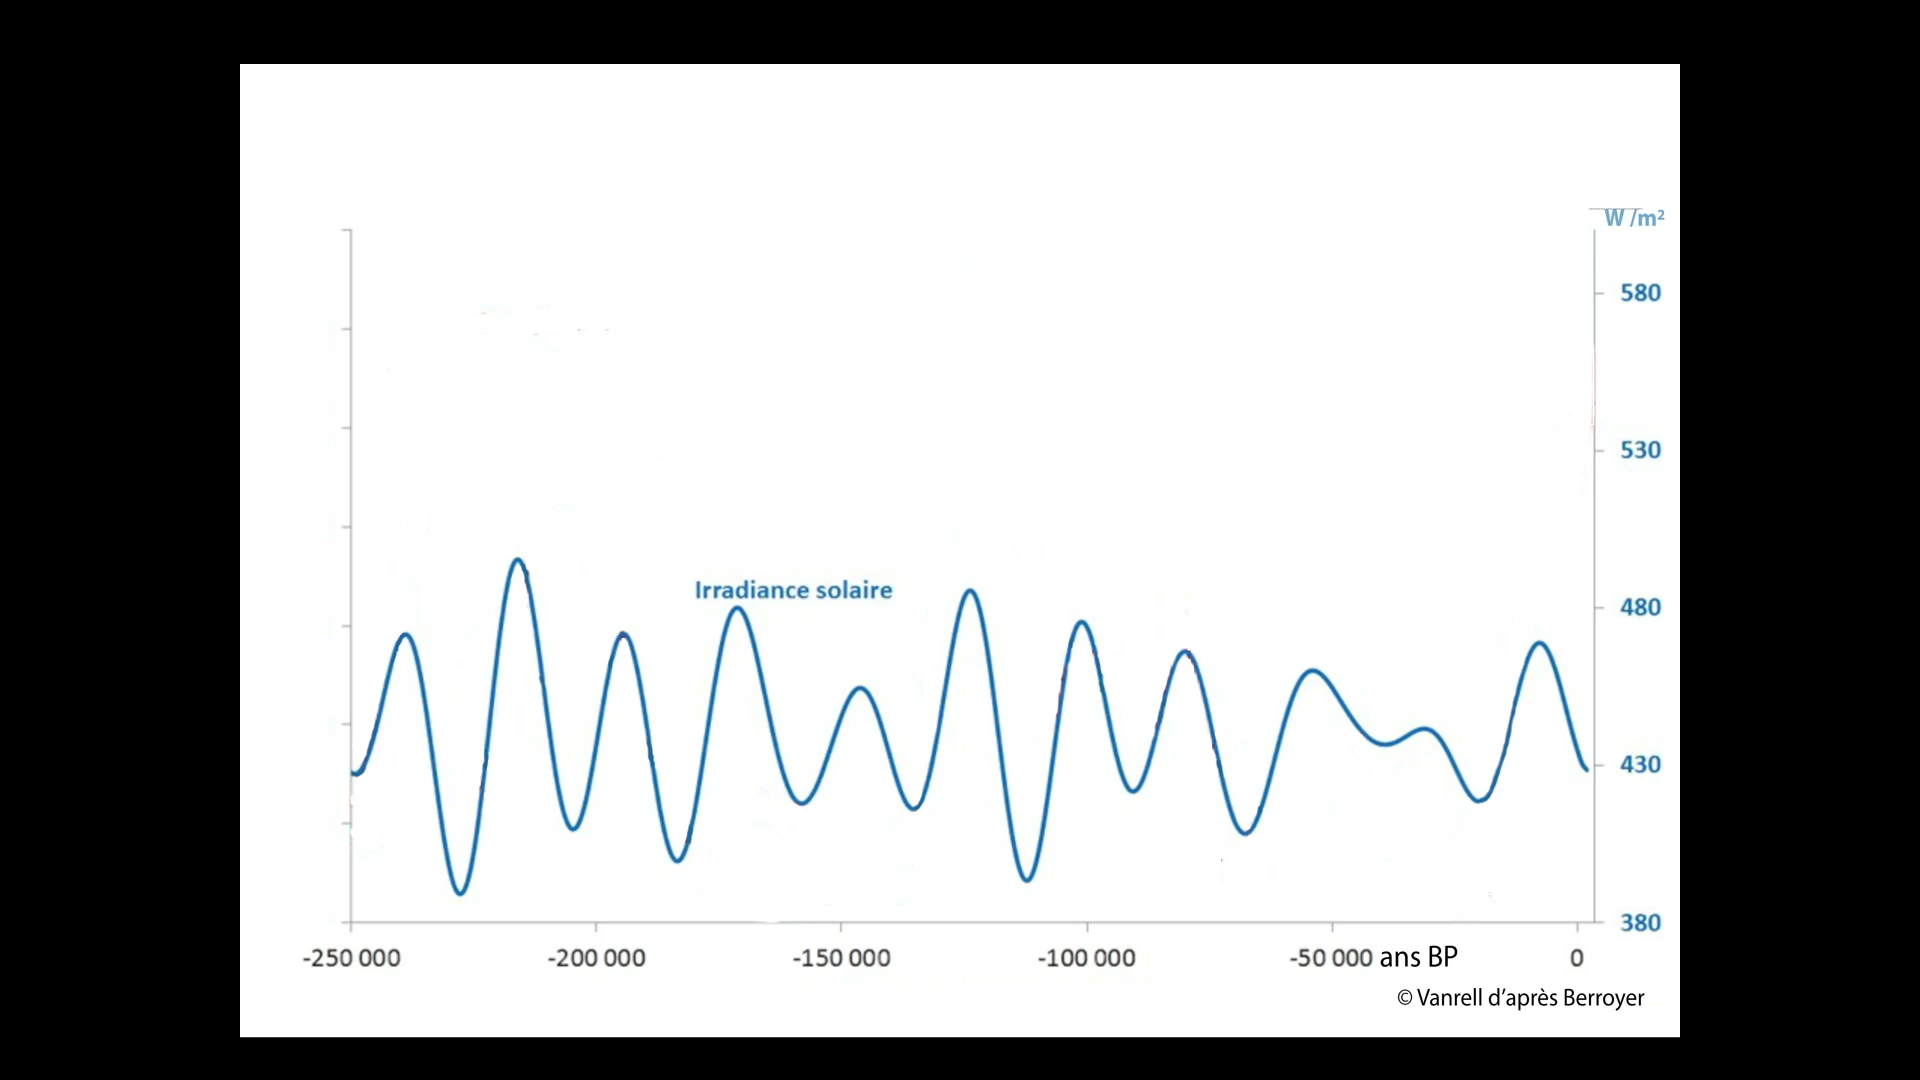 W /m²
580
530
Irradiance solaire
480
430
380
-250 000 -200 000 -150 000 -100 000 -50 000 ans BP 0
© Vanrell d’après Berroyer